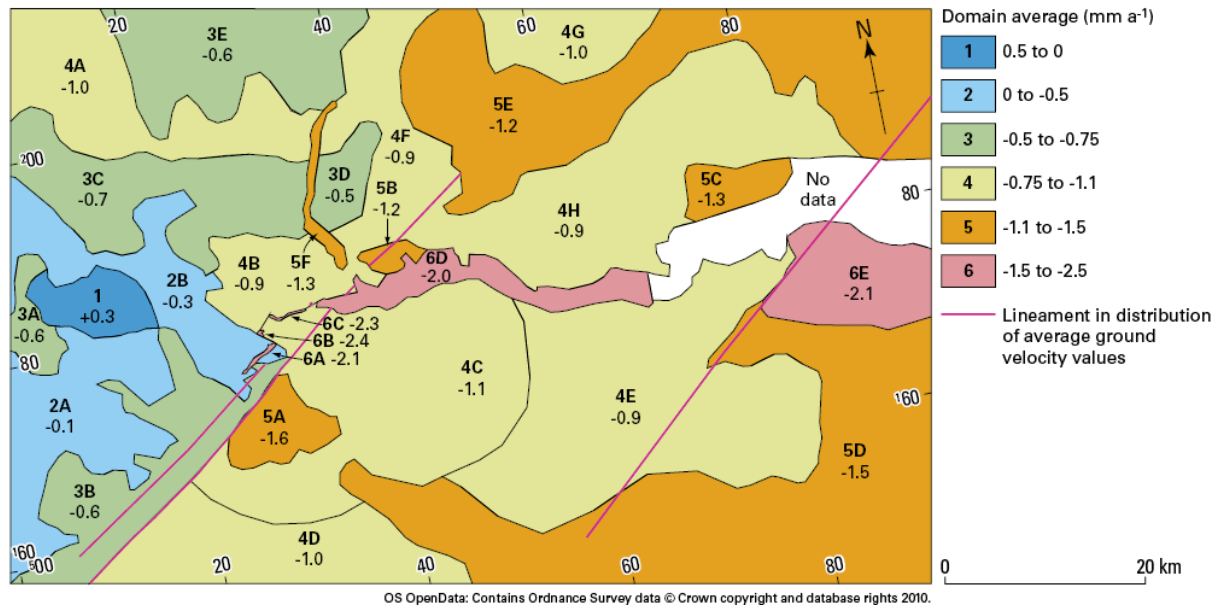 20
40
60
80
3E
-0.6
4G
-1.0
4A
-1.0
N
5E
-1.2
4F
-0.9
²00
3D
-0.5
3C
-0.7
5B
-1.2
5C
-1.3
No
data
80
4H
-0.9
2B
-0.3
4B
-0.9
5F
-1.3
6D
-2.0
6E
-2.1
1
+0.3
3A
-0.6
6C -2.3
6B -2.4
6A -2.1
80
4C
-1.1
4E
-0.9
¹60
2A
-0.1
5A
-1.6
5D
-1.5
3B
-0.6
4D
-1.0
¹60
⁵00
20
40
60
80
Domain average (mm a⁻¹)
1 0.5 to 0
2 0 to -0.5
3 -0.5 to -0.75
4 -0.75 to -1.1
5 -1.1 to -1.5
6 -1.5 to -2.5
Lineament in distribution
of average ground
velocity values
0 20 km
OS OpenData: Contains Ordnance Survey data © Crown copyright and database rights 2010.